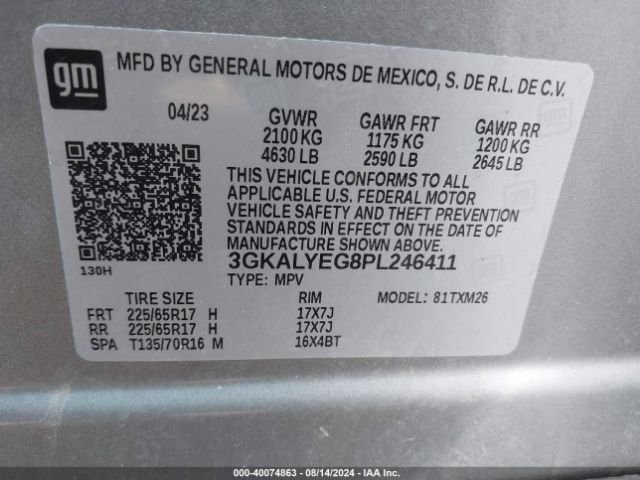 gm
MFD BY GENERAL MOTORS DE MEXICO, S. DE R.L. DE C.V.
04/23 GVWR GAWR FRT GAWR RR
2100 KG 1175 KG 1200 KG
4630 LB 2590 LB 2645 LB
THIS VEHICLE CONFORMS TO ALL
APPLICABLE U.S. FEDERAL MOTOR
VEHICLE SAFETY AND THEFT PREVENTION
STANDARDS IN EFFECT ON THE DATE
OF MANUFACTURE SHOWN ABOVE.
130H 3GKALYEG8PL246411
TYPE: MPV MODEL: 81TXM26
TIRE SIZE RIM
FRT 225/65R17 H 17X7J
RR 225/65R17 H 17X7J
SPA T135/70R16 M 16X4BT
000-40074863 - 08/14/2024 - IAA Inc.